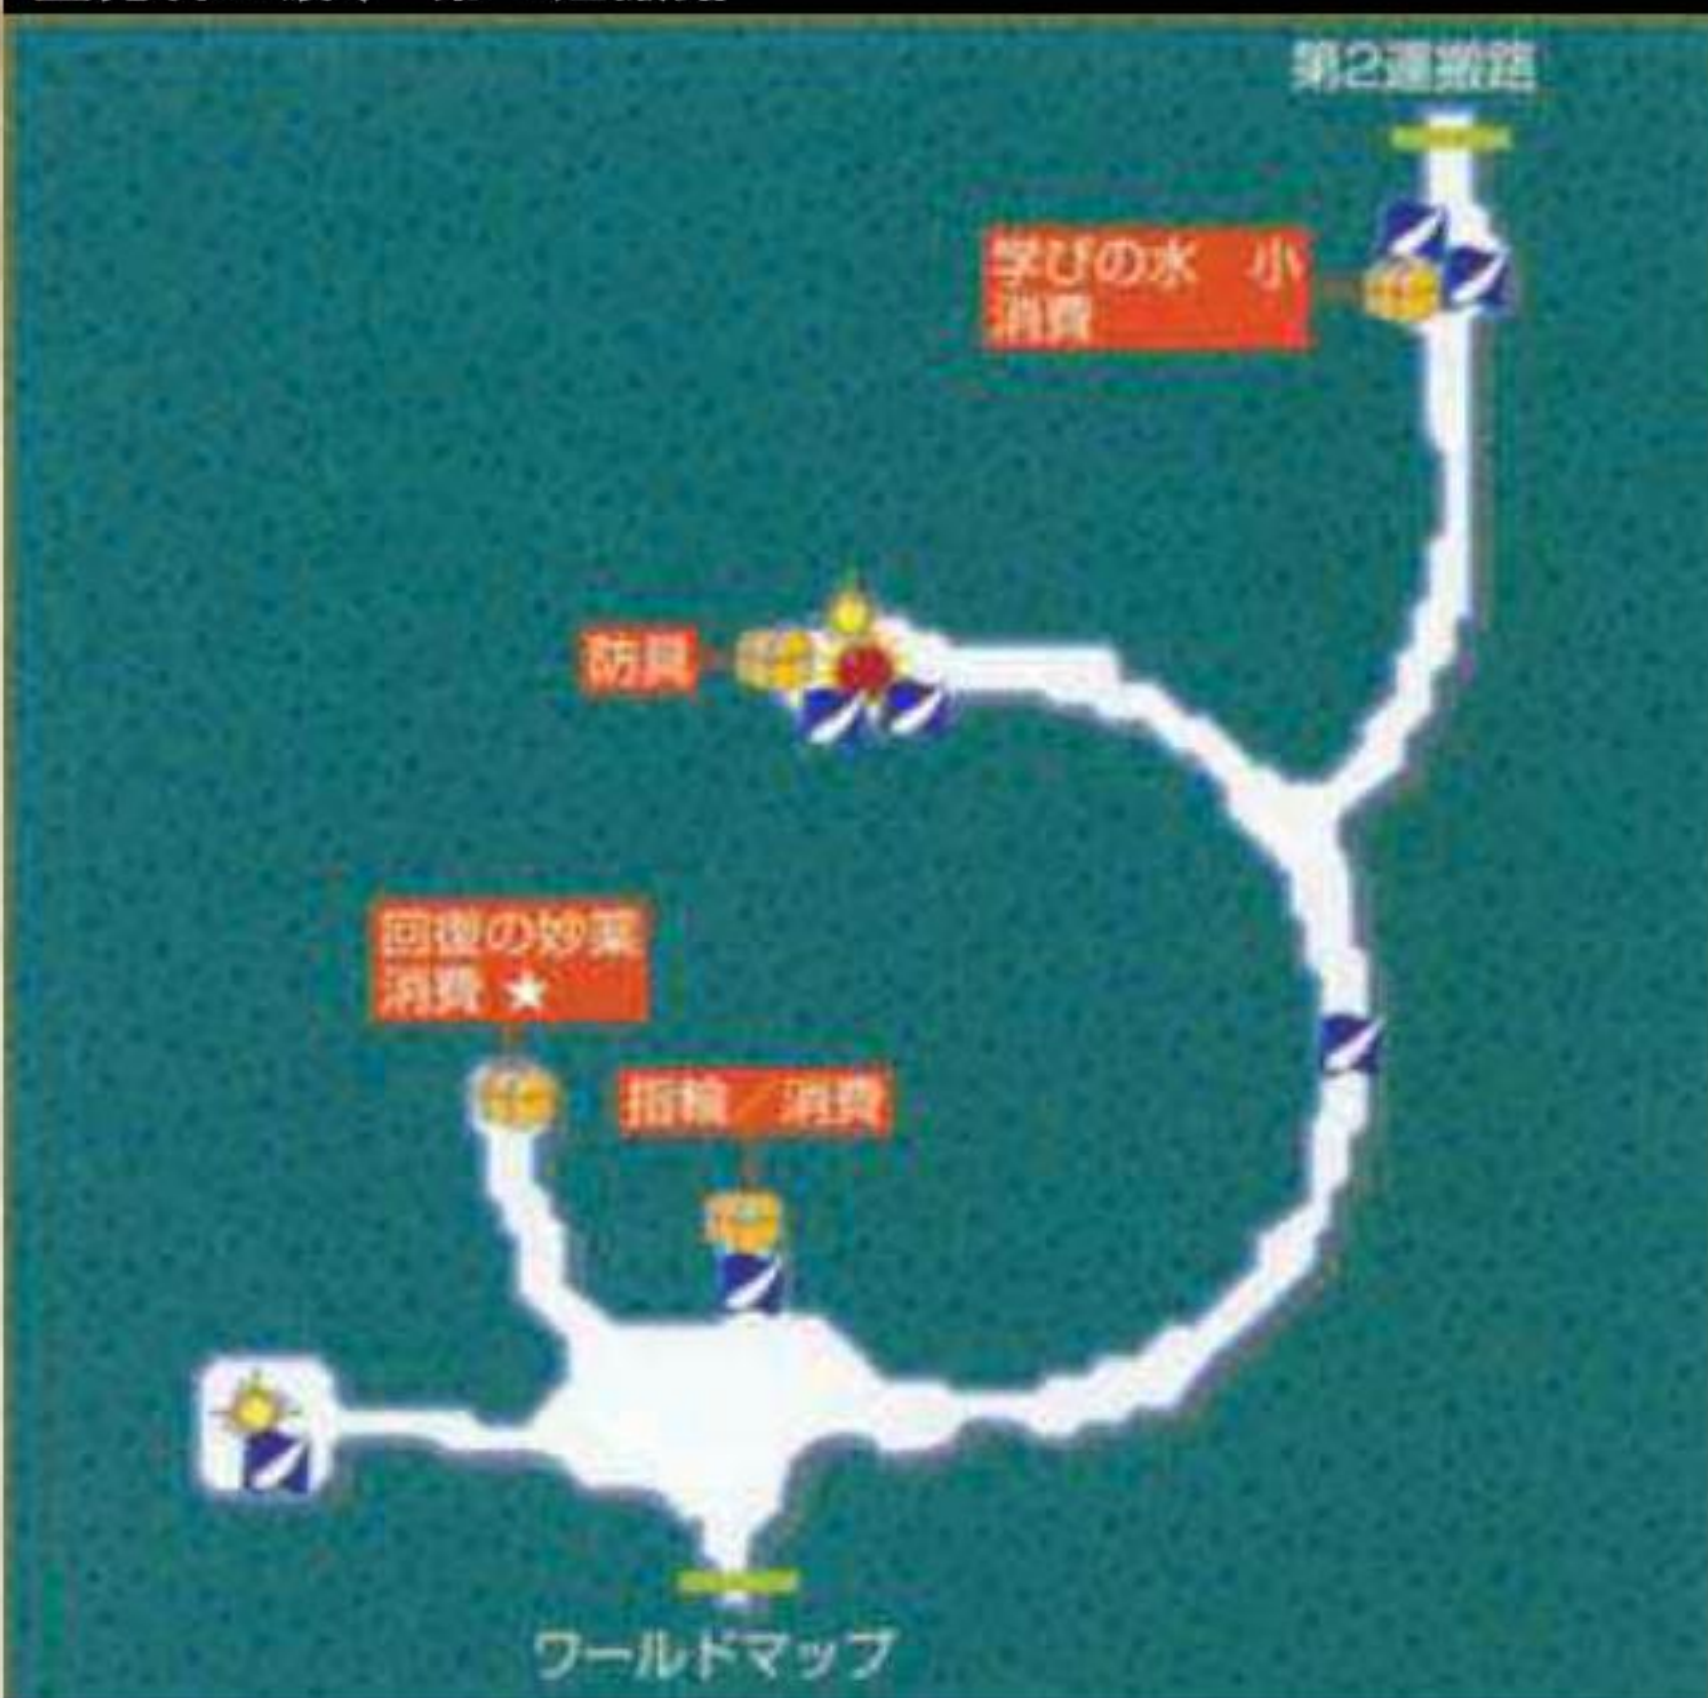 第2運搬路
学びの水 小
消費
防具
回復の妙薬
消費 ★
指輪／消費
ワールドマップ